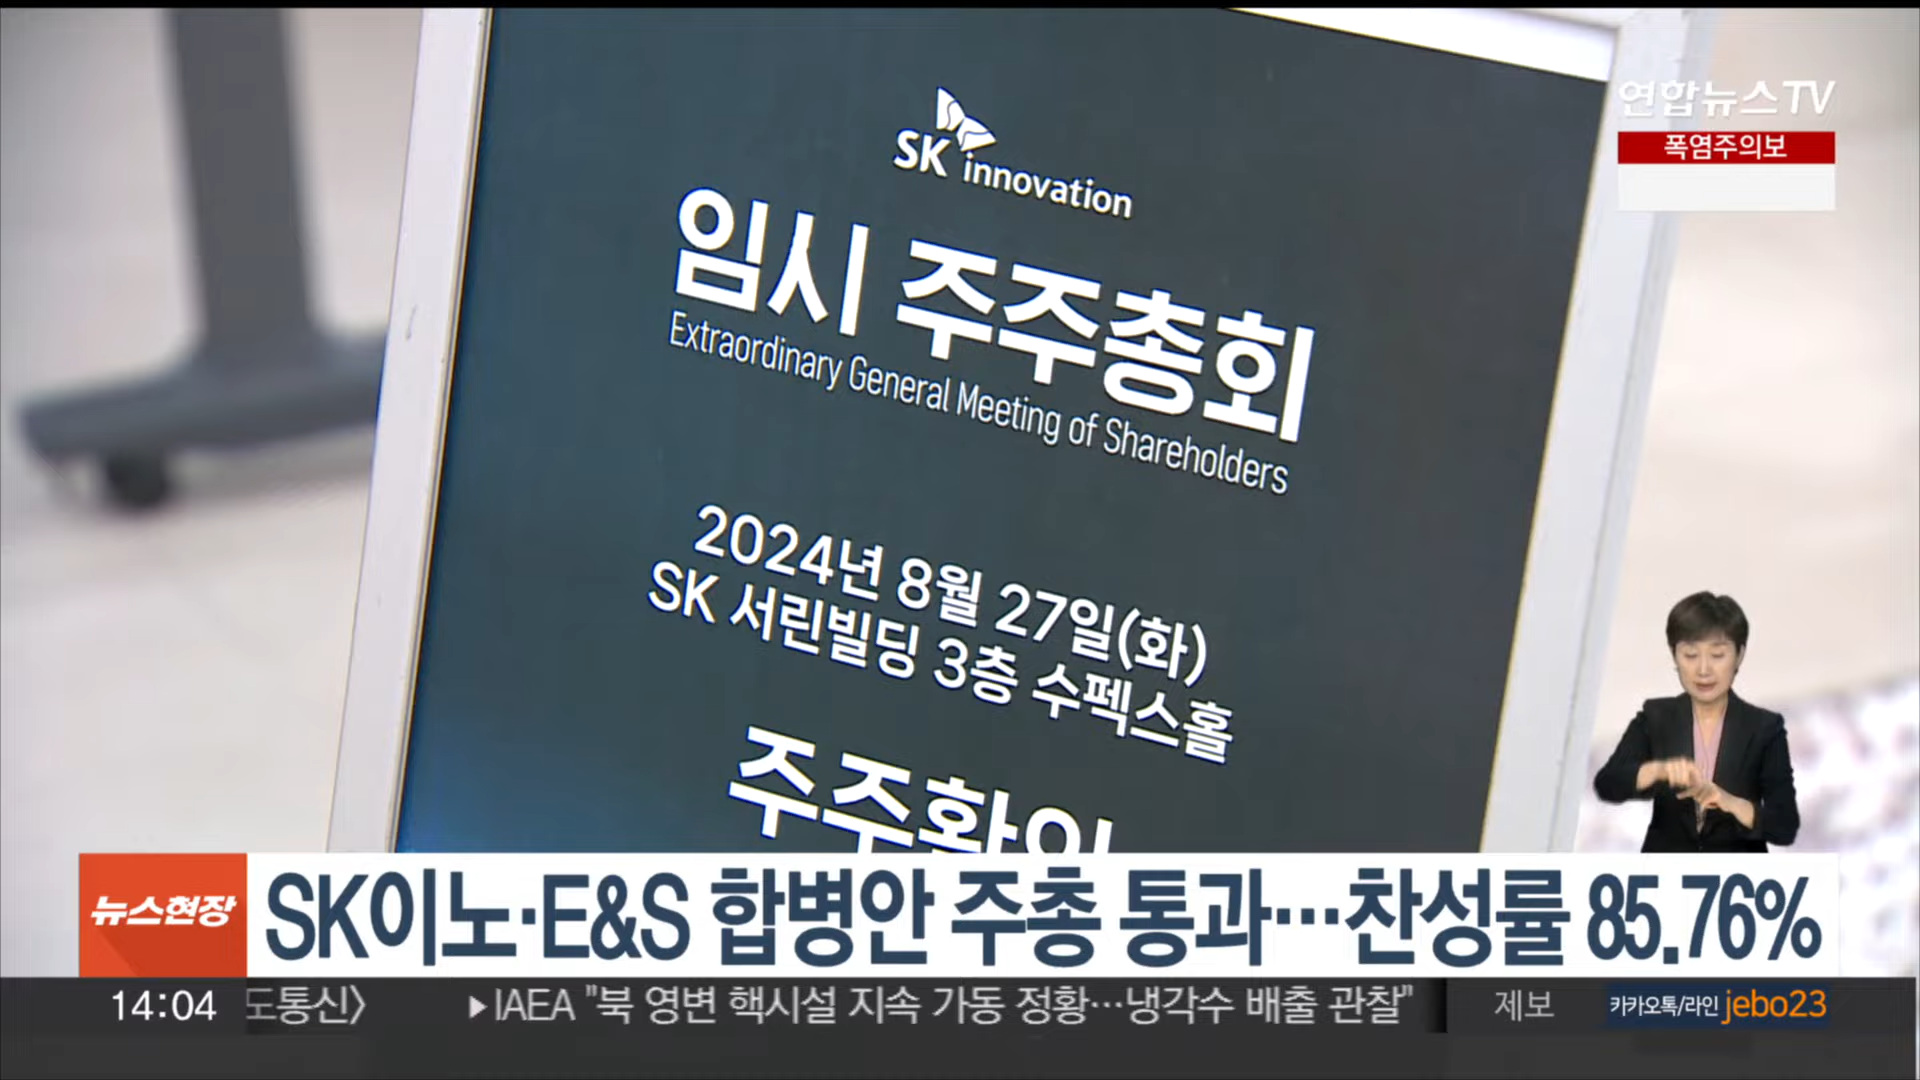 연합뉴스TV
폭염주의보
SK innovation
임시 주주총회
Extraordinary General Meeting of Shareholders
2024년 8월 27일(화)
SK 서린빌딩 3층 수펙스홀
주주확인
뉴스현장
SK이노·E&S 합병안 주총 통과…찬성률 85.76%
14:04
도통신〉 ▶IAEA "북 영변 핵시설 지속 가동 정황…냉각수 배출 관찰"
제보 카카오톡/라인 jebo23